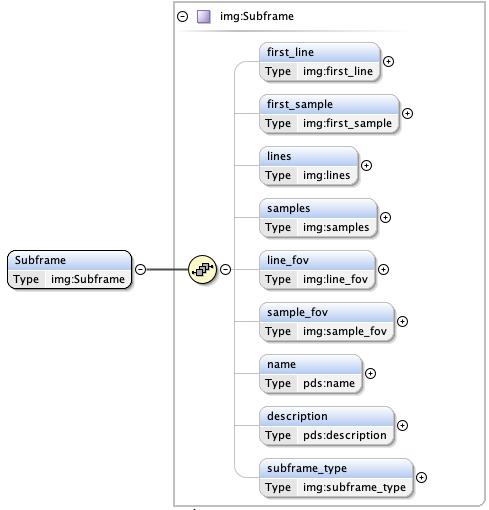 img:Subframe
first_line
Type img:first_line
first_sample
Type img:first_sample
lines
Type img:lines
samples
Type img:samples
Subframe
Type img:Subframe
line_fov
Type img:line_fov
sample_fov
Type img:sample_fov
name
Type pds:name
description
Type pds:description
subframe_type
Type img:subframe_type